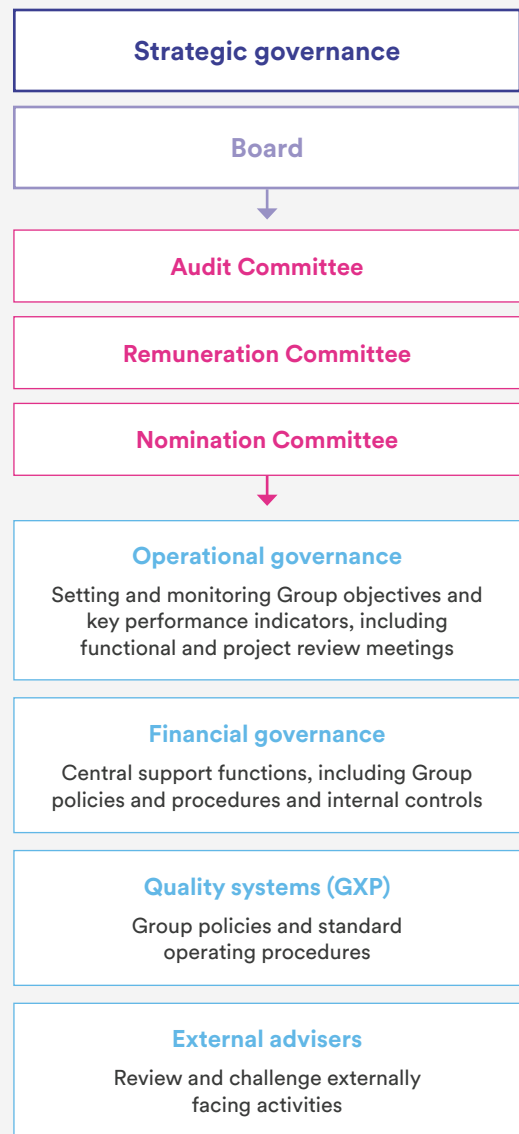 Strategic governance
Board
Audit Committee
Remuneration Committee
Nomination Committee
Operational governance
Setting and monitoring Group objectives and
key performance indicators, including
functional and project review meetings
Financial governance
Central support functions, including Group
policies and procedures and internal controls
Quality systems (GXP)
Group policies and standard
operating procedures
External advisers
Review and challenge externally
facing activities